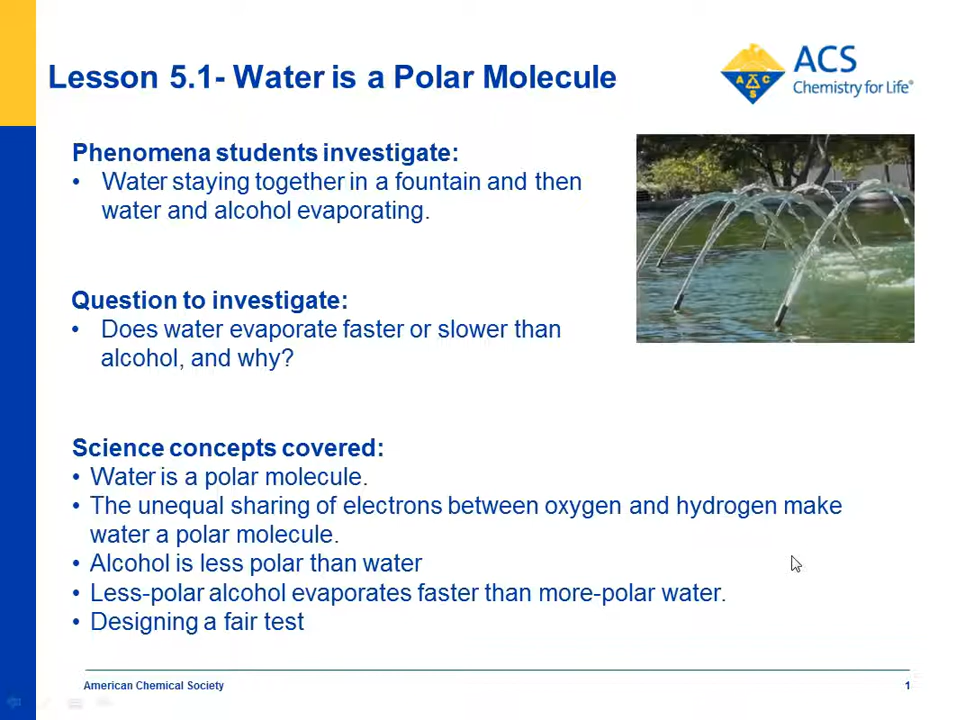 Lesson 5.1- Water is a Polar Molecule
ACS
Chemistry for Life®
A C S
Phenomena students investigate:
• Water staying together in a fountain and then
water and alcohol evaporating.
Question to investigate:
• Does water evaporate faster or slower than
alcohol, and why?
Science concepts covered:
• Water is a polar molecule.
• The unequal sharing of electrons between oxygen and hydrogen make
water a polar molecule.
• Alcohol is less polar than water
• Less-polar alcohol evaporates faster than more-polar water.
• Designing a fair test
American Chemical Society
1